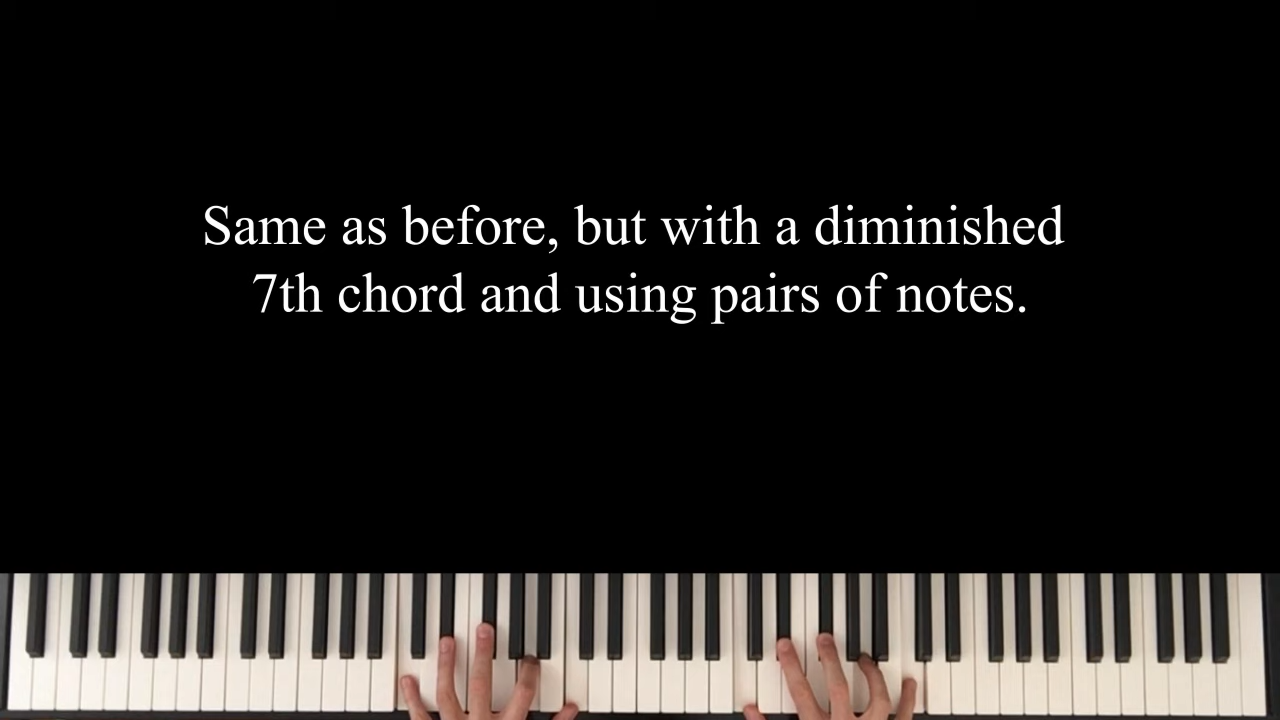 Same as before, but with a diminished
7th chord and using pairs of notes.